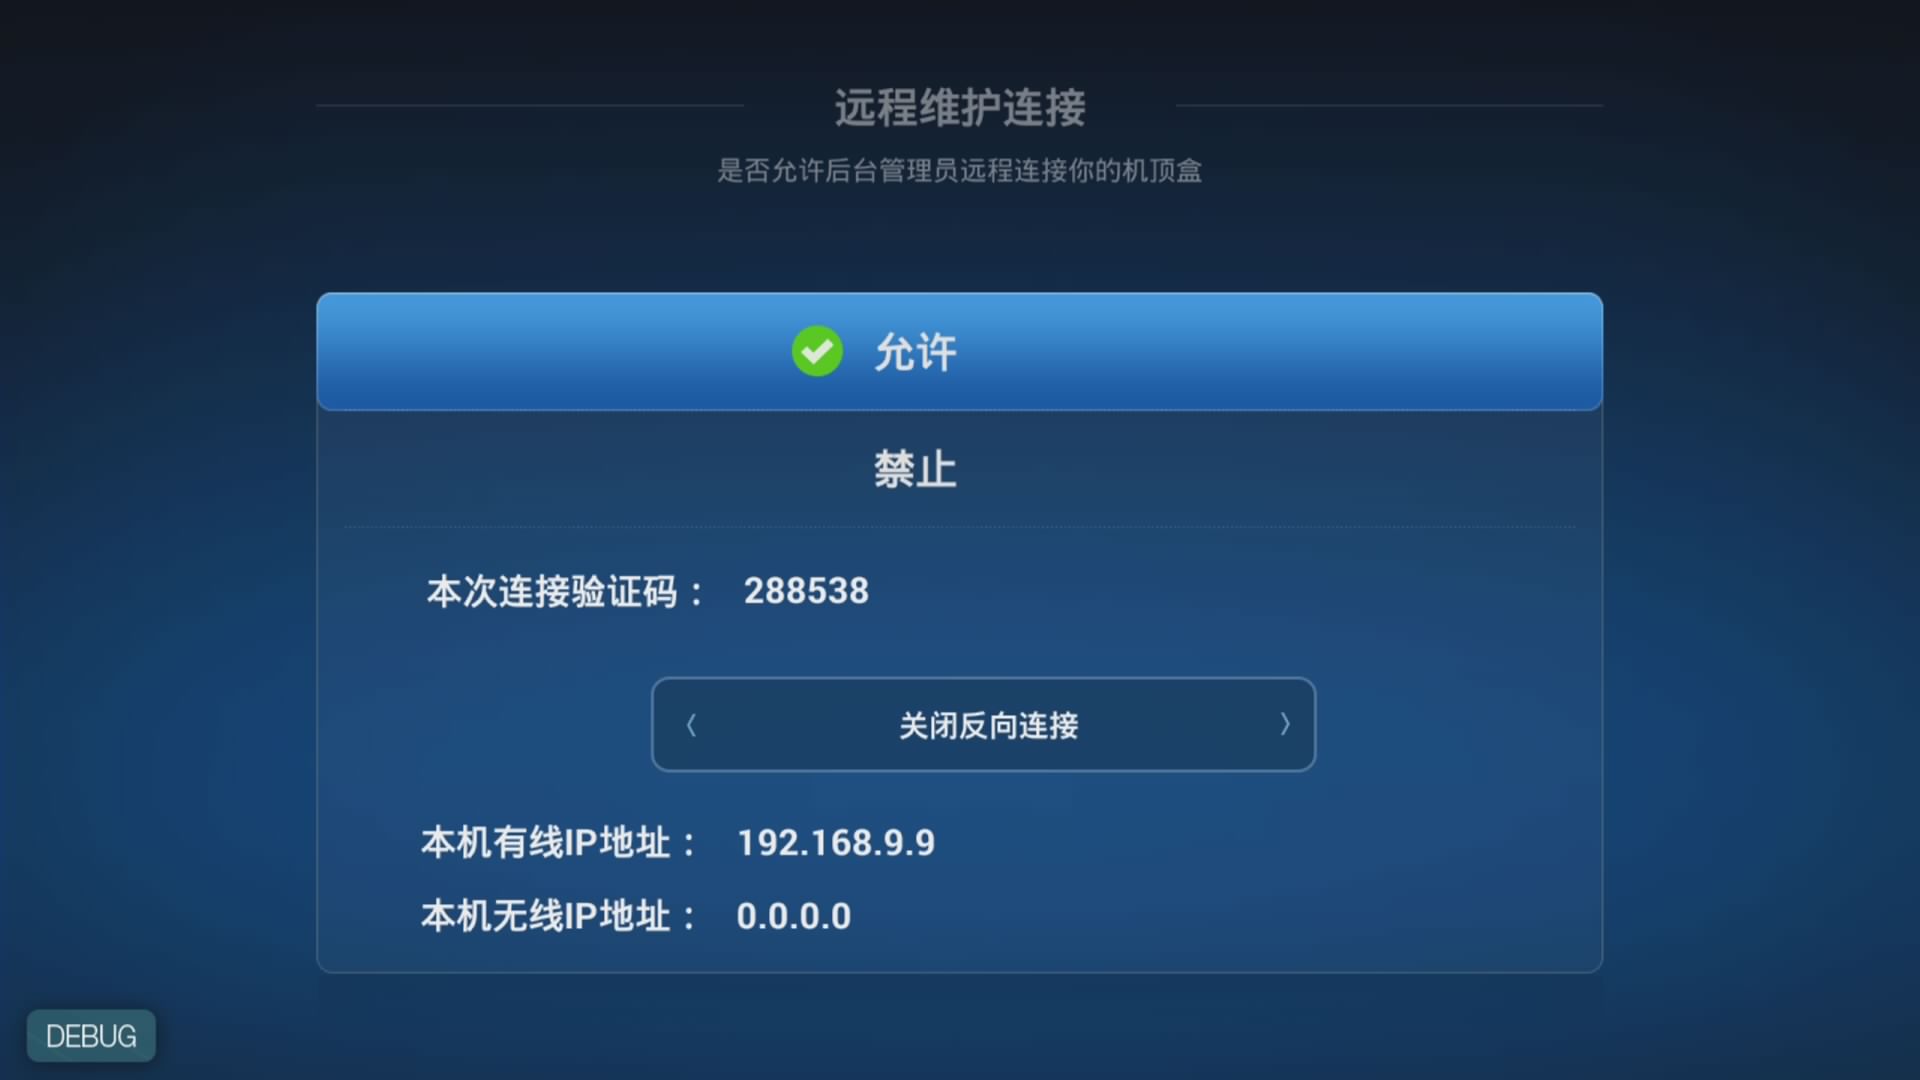 远程维护连接
是否允许后台管理员远程连接你的机顶盒
允许
禁止
本次连接验证码： 288538
〈 关闭反向连接 〉
本机有线IP地址： 192.168.9.9
本机无线IP地址： 0.0.0.0
DEBUG